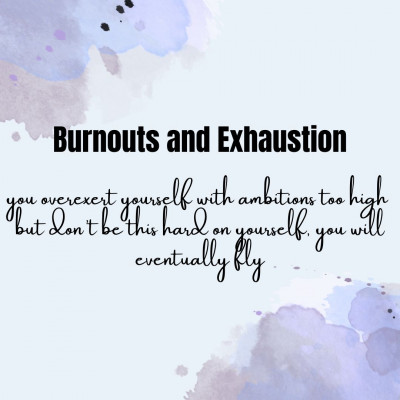 Burnouts and Exhaustion
you overexert yourself with ambitions too high
but don't be this hard on yourself, you will
eventually fly